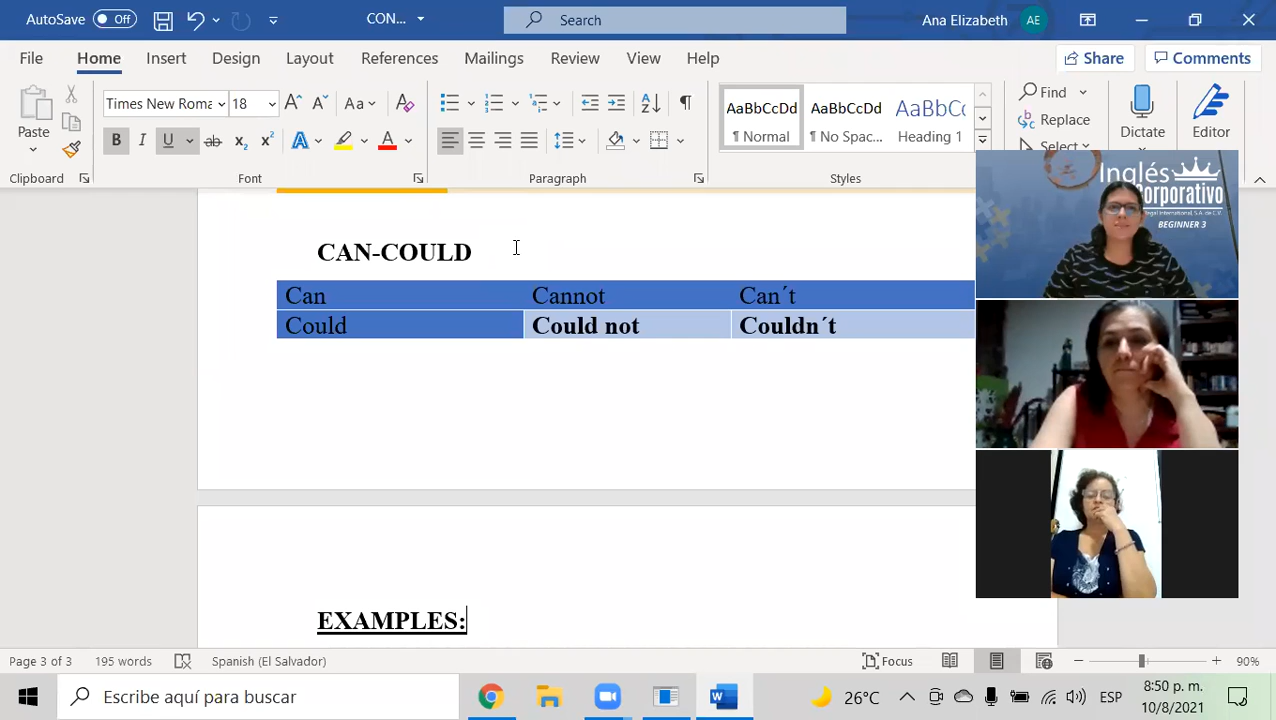 AutoSave Off CON... Search Ana Elizabeth AE
File Home Insert Design Layout References Mailings Review View Help Share Comments
Paste Times New Roma 18 Aa AaBbCcDd AaBbCcDd AaBbCc Find
¶ Normal ¶ No Spac... Heading 1 Replace
Select Dictate Editor
Clipboard Font Paragraph Styles
Inglés
Corporativo
BEGINNER 3
CAN-COULD
Can Cannot Can´t
Could Could not Couldn´t
EXAMPLES:
Page 3 of 3 195 words Spanish (El Salvador) Focus 90%
Escribe aquí para buscar 26°C ESP 8:50 p. m.
10/8/2021